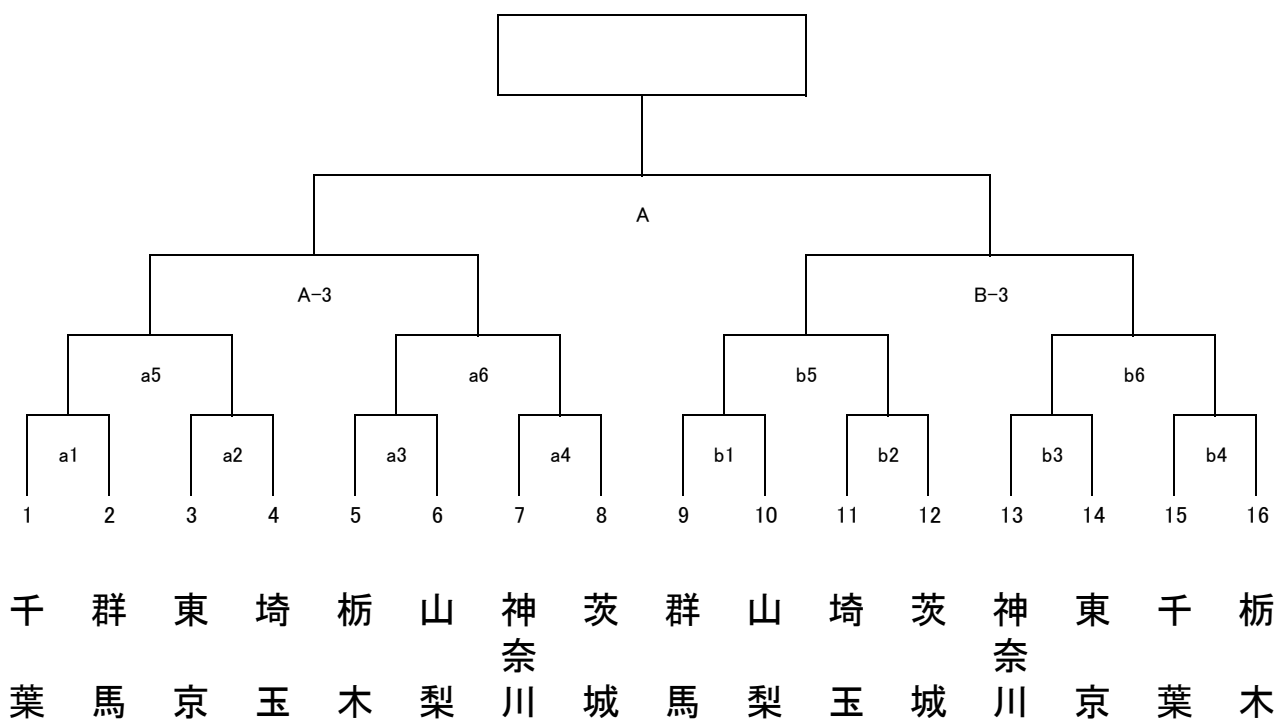 A
A-3 B-3
a5 a6 b5 b6
a1 a2 a3 a4 b1 b2 b3 b4
1 2 3 4 5 6 7 8 9 10 11 12 13 14 15 16
千葉
群馬
東京
埼玉
栃木
山梨
神奈川
茨城
群馬
山梨
埼玉
茨城
神奈川
東京
千葉
栃木